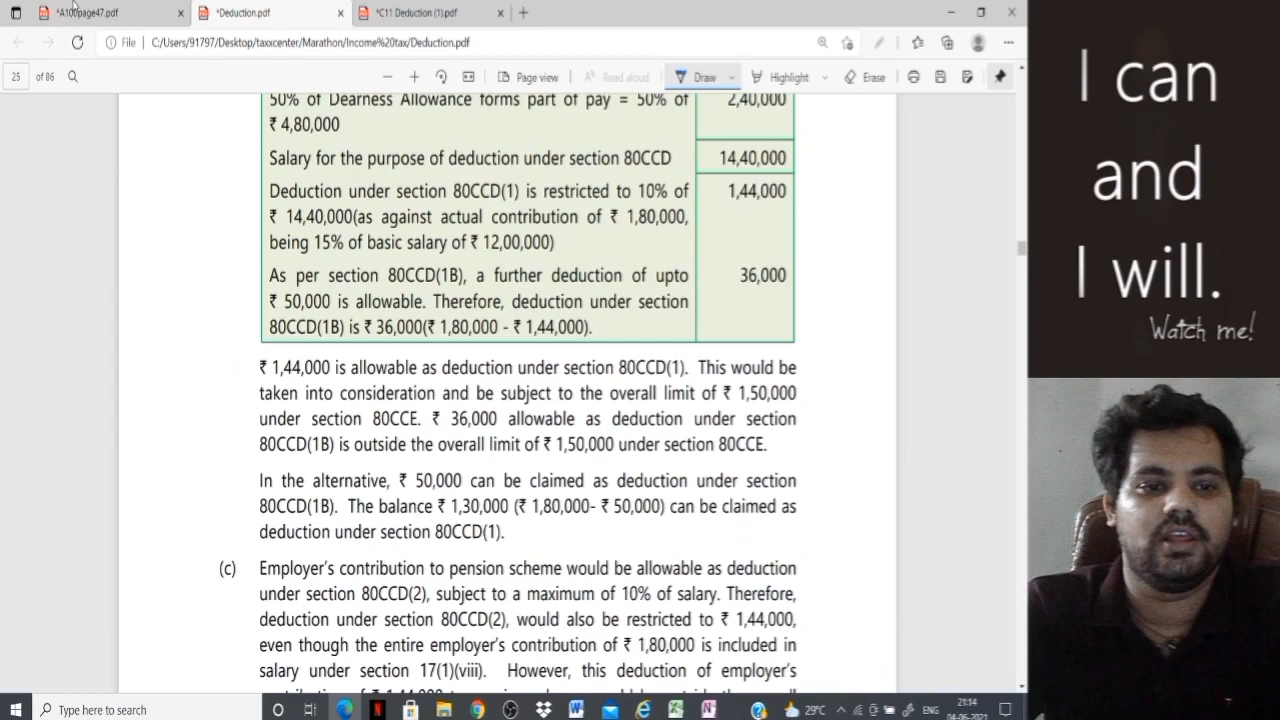 *A100page47.pdf
*Deduction.pdf
*C11 Deduction (1).pdf
File
C:/Users/91797/Desktop/taxxcenter/Marathon/Income%20tax/Deduction.pdf
25 of 86
Page view
Read aloud
Draw
Highlight
Erase
50% of Dearness Allowance forms part of pay = 50% of 2,40,000
₹ 4,80,000
Salary for the purpose of deduction under section 80CCD 14,40,000
Deduction under section 80CCD(1) is restricted to 10% of 1,44,000
₹ 14,40,000(as against actual contribution of ₹ 1,80,000,
being 15% of basic salary of ₹ 12,00,000)
As per section 80CCD(1B), a further deduction of upto 36,000
₹ 50,000 is allowable. Therefore, deduction under section
80CCD(1B) is ₹ 36,000(₹ 1,80,000 - ₹ 1,44,000).
₹ 1,44,000 is allowable as deduction under section 80CCD(1). This would be
taken into consideration and be subject to the overall limit of ₹ 1,50,000
under section 80CCE. ₹ 36,000 allowable as deduction under section
80CCD(1B) is outside the overall limit of ₹ 1,50,000 under section 80CCE.
In the alternative, ₹ 50,000 can be claimed as deduction under section
80CCD(1B). The balance ₹ 1,30,000 (₹ 1,80,000- ₹ 50,000) can be claimed as
deduction under section 80CCD(1).
(c) Employer's contribution to pension scheme would be allowable as deduction
under section 80CCD(2), subject to a maximum of 10% of salary. Therefore,
deduction under section 80CCD(2), would also be restricted to ₹ 1,44,000,
even though the entire employer's contribution of ₹ 1,80,000 is included in
salary under section 17(1)(viii). However, this deduction of employer's
I can
and
I will.
Watch me!
Type here to search
29°C
ENG
21:14
04-06-2021